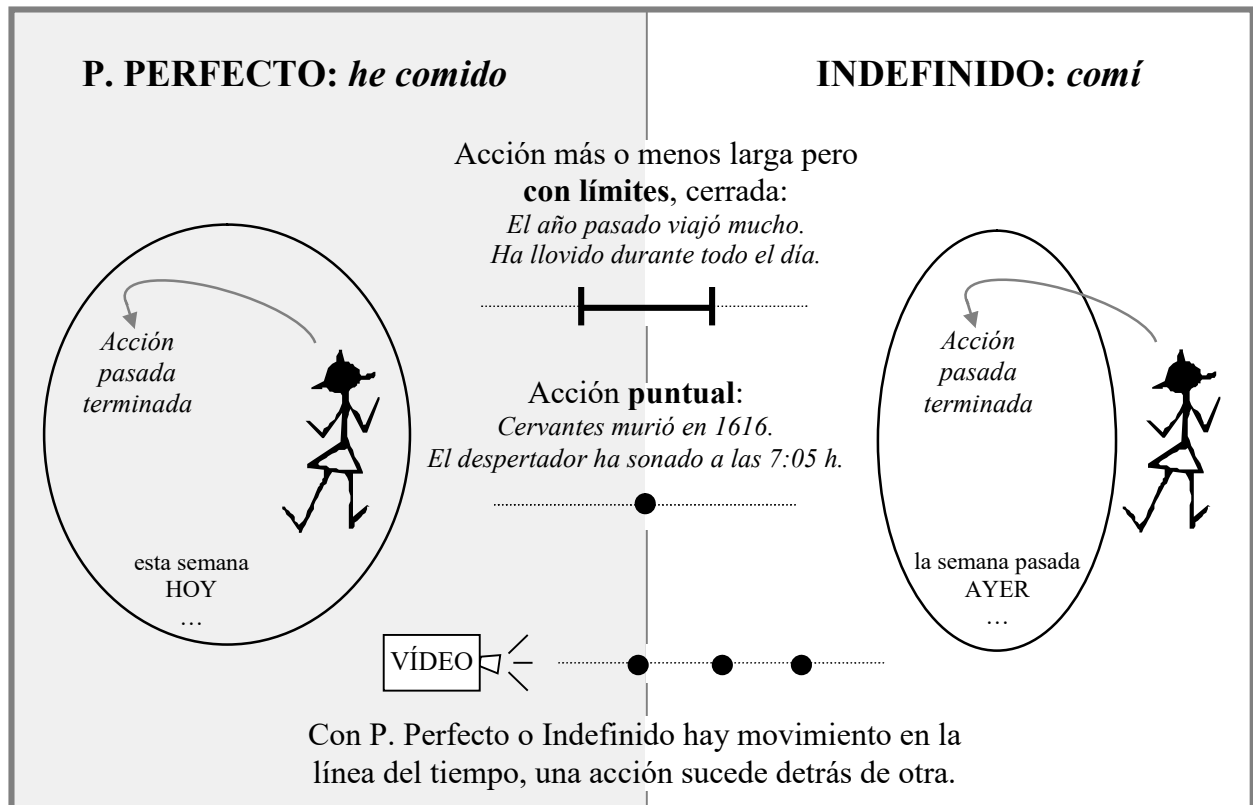 P. PERFECTO: he comido
INDEFINIDO: comí
Acción más o menos larga pero
con límites, cerrada:
El año pasado viajó mucho.
Ha llovido durante todo el día.
Acción
pasada
terminada
Acción
pasada
terminada
Acción puntual:
Cervantes murió en 1616.
El despertador ha sonado a las 7:05 h.
esta semana
HOY
…
la semana pasada
AYER
…
VÍDEO
Con P. Perfecto o Indefinido hay movimiento en la
línea del tiempo, una acción sucede detrás de otra.